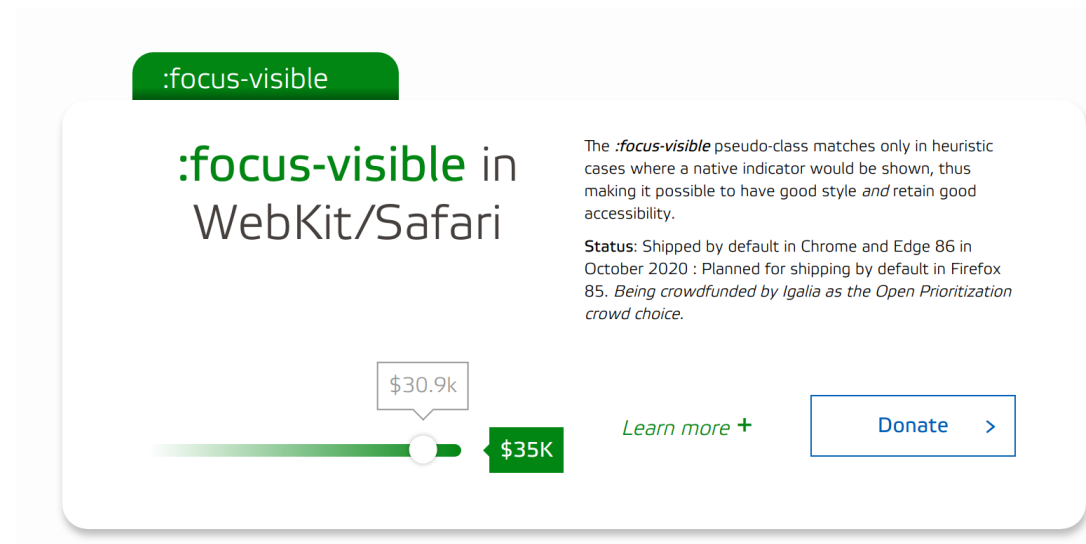 :focus-visible
:focus-visible in
WebKit/Safari
The :focus-visible pseudo-class matches only in heuristic
cases where a native indicator would be shown, thus
making it possible to have good style and retain good
accessibility.
Status: Shipped by default in Chrome and Edge 86 in
October 2020 : Planned for shipping by default in Firefox
85. Being crowdfunded by Igalia as the Open Prioritization
crowd choice.
$30.9k
$35K
Learn more +
Donate >